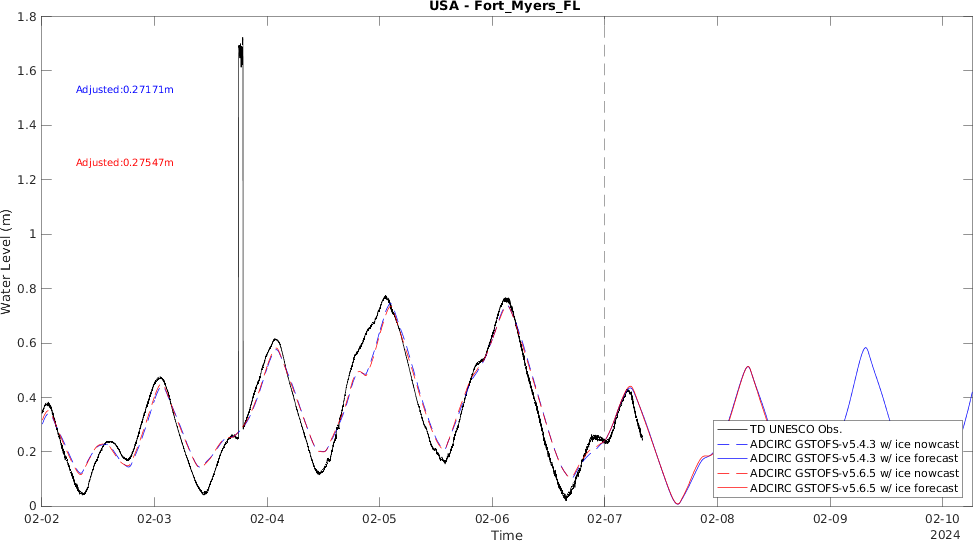 USA - Fort_Myers_FL
1.8
1.6
1.4
1.2
1
0.8
0.6
0.4
0.2
0
Water Level (m)
Adjusted:0.27171m
Adjusted:0.27547m
TD UNESCO Obs.
ADCIRC GSTOFS-v5.4.3 w/ ice nowcast
ADCIRC GSTOFS-v5.4.3 w/ ice forecast
ADCIRC GSTOFS-v5.6.5 w/ ice nowcast
ADCIRC GSTOFS-v5.6.5 w/ ice forecast
02-02 02-03 02-04 02-05 02-06 02-07 02-08 02-09 02-10
Time 2024